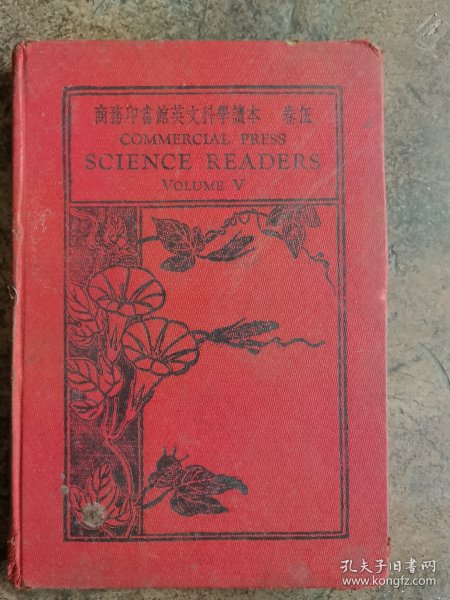 商務印書館英文科學讀本 卷伍
COMMERCIAL PRESS
SCIENCE READERS
VOLUME V
孔夫子旧书网
www.kongfz.com